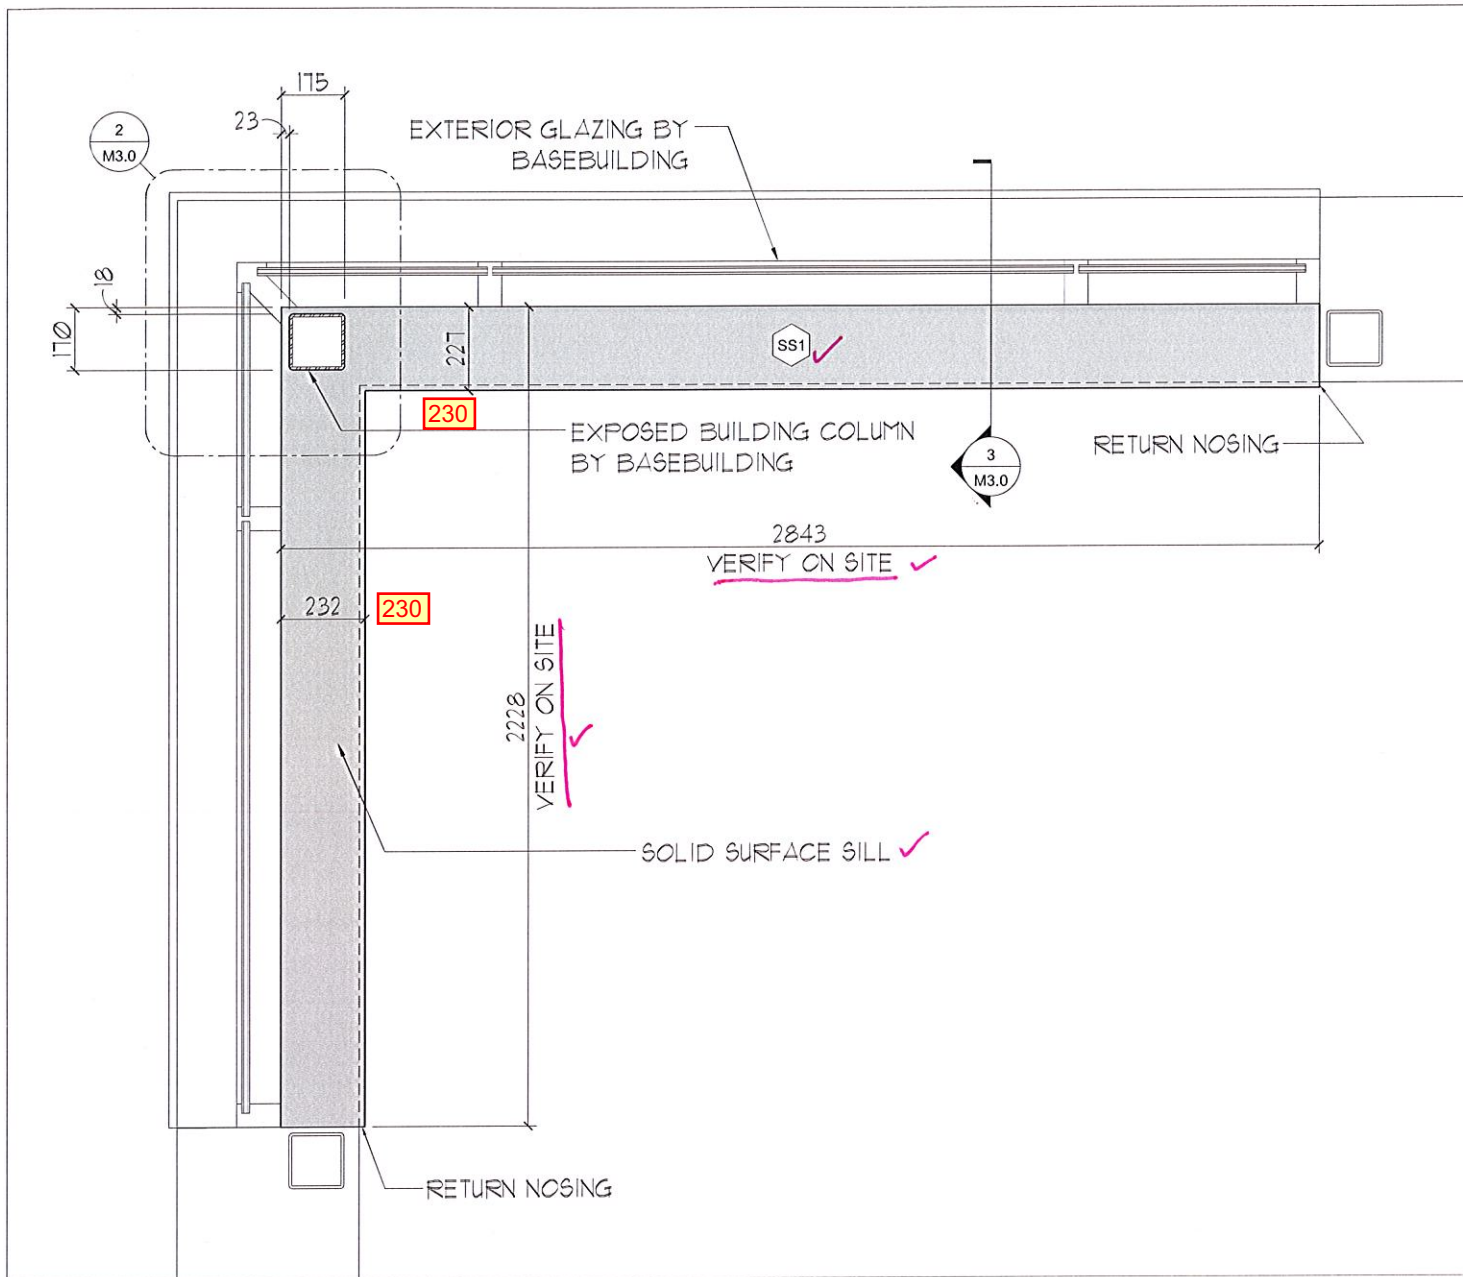 175
23
2
M3.0
EXTERIOR GLAZING BY
BASEBUILDING
18
170
227
SS1
230
EXPOSED BUILDING COLUMN
BY BASEBUILDING
3
M3.0
RETURN NOSING
2843
VERIFY ON SITE
232
230
2228
VERIFY ON SITE
SOLID SURFACE SILL
RETURN NOSING